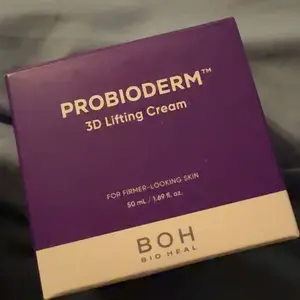 PROBIODERM™
3D Lifting Cream
FOR FIRMER-LOOKING SKIN
50 mL / 1.69 fl. oz.
BOH
BIO HEAL